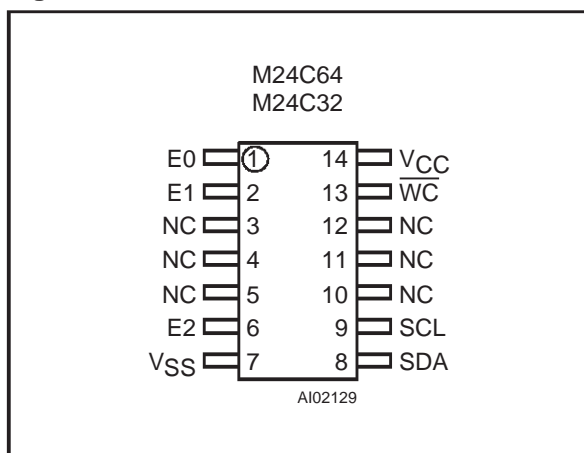 M24C64
M24C32
E0 1 14 VCC
E1 2 13 W̅C̅
NC 3 12 NC
NC 4 11 NC
NC 5 10 NC
E2 6 9 SCL
VSS 7 8 SDA
AI02129